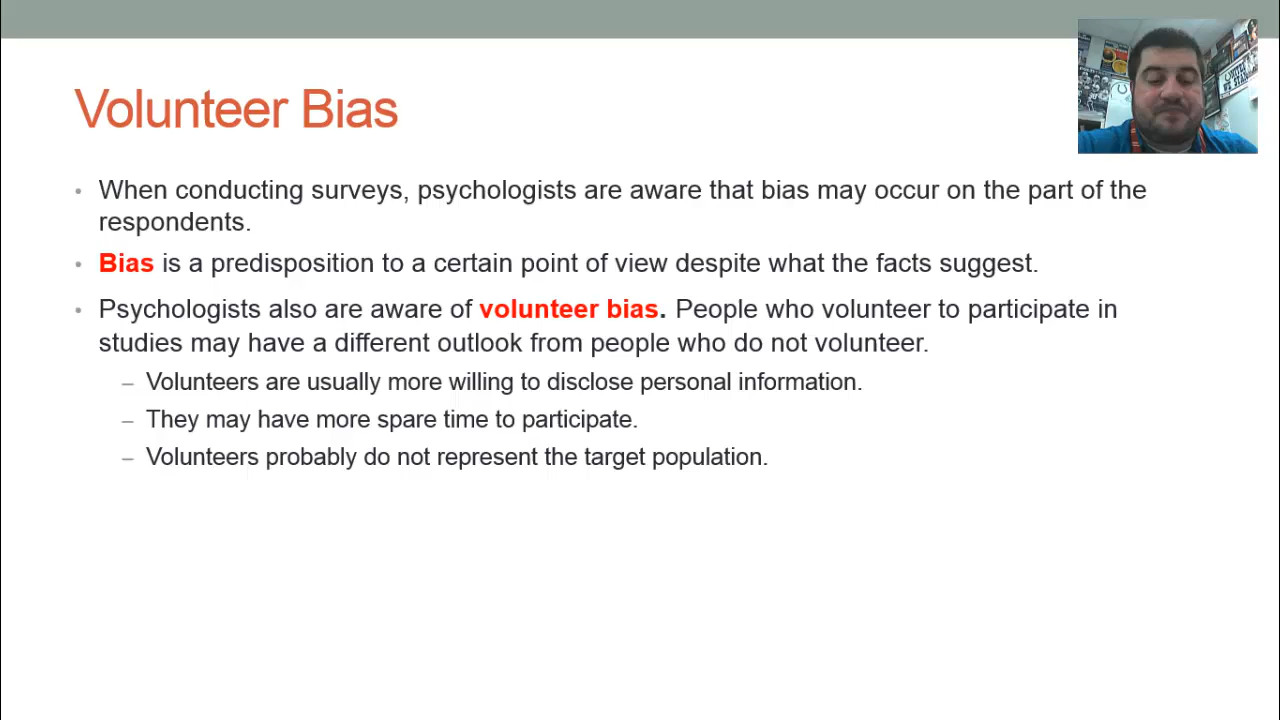 Volunteer Bias
• When conducting surveys, psychologists are aware that bias may occur on the part of the
respondents.
• Bias is a predisposition to a certain point of view despite what the facts suggest.
• Psychologists also are aware of volunteer bias. People who volunteer to participate in
studies may have a different outlook from people who do not volunteer.
– Volunteers are usually more willing to disclose personal information.
– They may have more spare time to participate.
– Volunteers probably do not represent the target population.